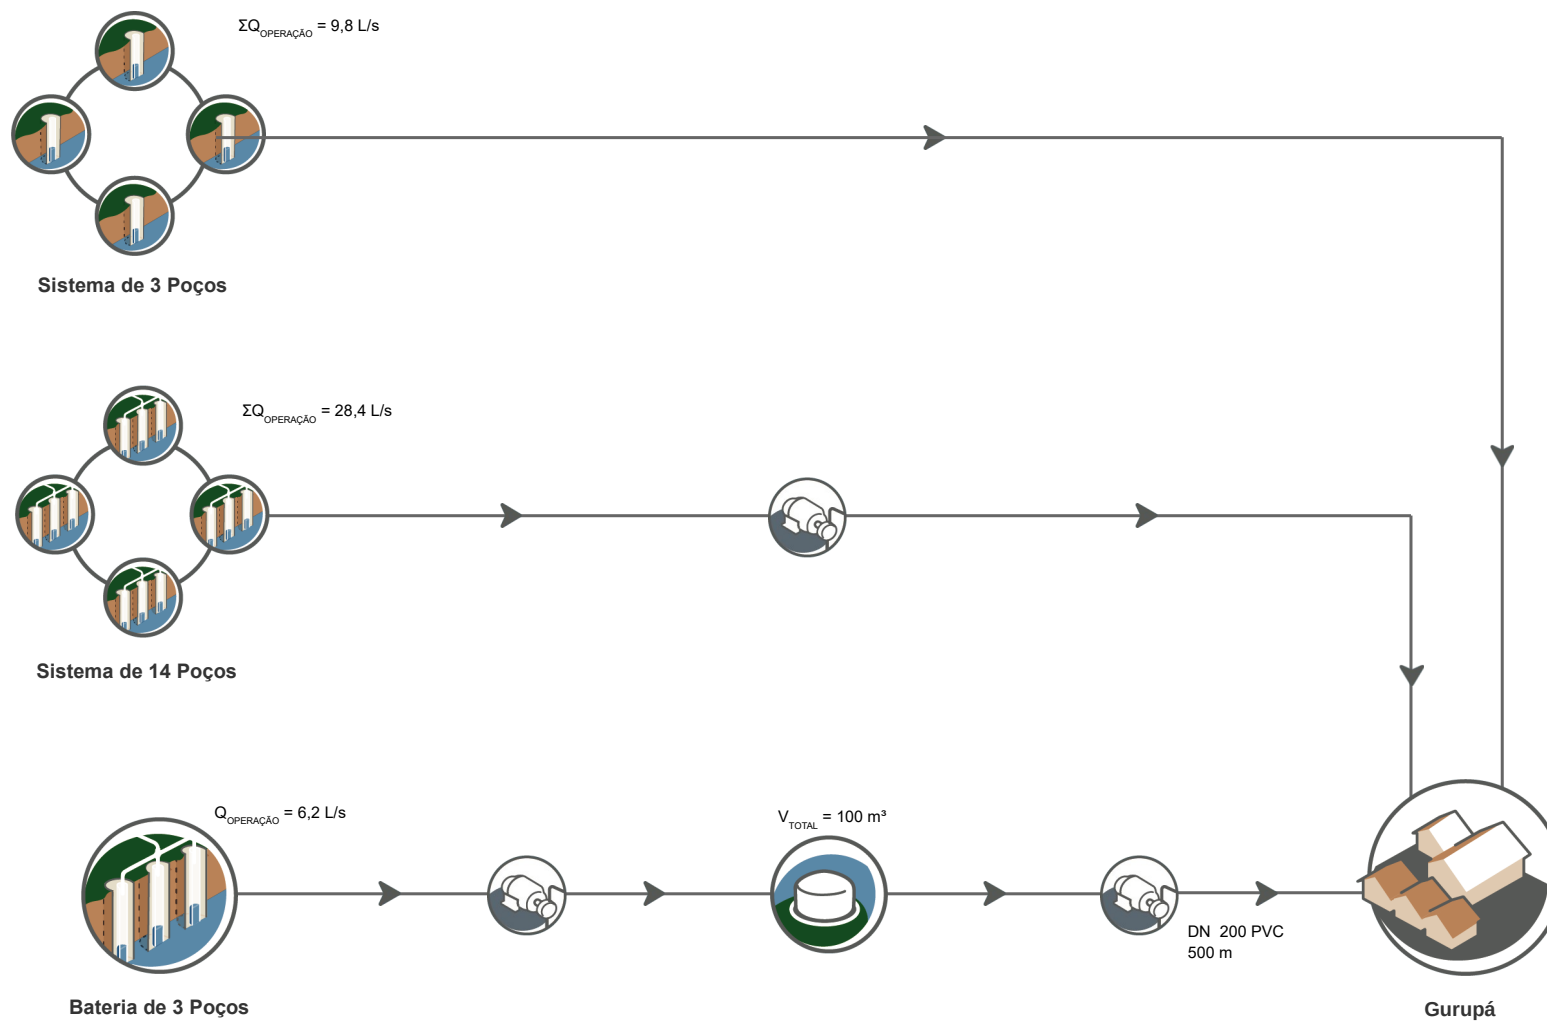 ΣQOPERAÇÃO = 9,8 L/s
Sistema de 3 Poços
ΣQOPERAÇÃO = 28,4 L/s
Sistema de 14 Poços
QOPERAÇÃO = 6,2 L/s
VTOTAL = 100 m³
DN 200 PVC
500 m
Bateria de 3 Poços
Gurupá